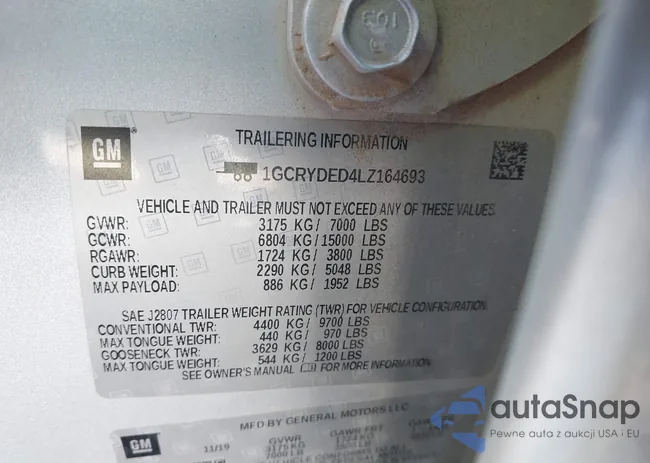 103
GM
TRAILERING INFORMATION
1GCRYDED4LZ164693
VEHICLE AND TRAILER MUST NOT EXCEED ANY OF THESE VALUES.
GVWR: 3175 KG / 7000 LBS
GCWR: 6804 KG / 15000 LBS
RGAWR: 1724 KG / 3800 LBS
CURB WEIGHT: 2290 KG / 5048 LBS
MAX PAYLOAD: 886 KG / 1952 LBS
SAE J2807 TRAILER WEIGHT RATING (TWR) FOR VEHICLE CONFIGURATION.
CONVENTIONAL TWR: 4400 KG / 9700 LBS
MAX TONGUE WEIGHT: 440 KG / 970 LBS
GOOSENECK TWR: 3629 KG / 8000 LBS
MAX TONGUE WEIGHT: 544 KG / 1200 LBS
SEE OWNER'S MANUAL FOR MORE INFORMATION.
MFD BY GENERAL MOTORS LLC
GM
11/19
GVWR
3175KG
GAWR FRT
autoSnap
Pewne auta z aukcji USA i EU